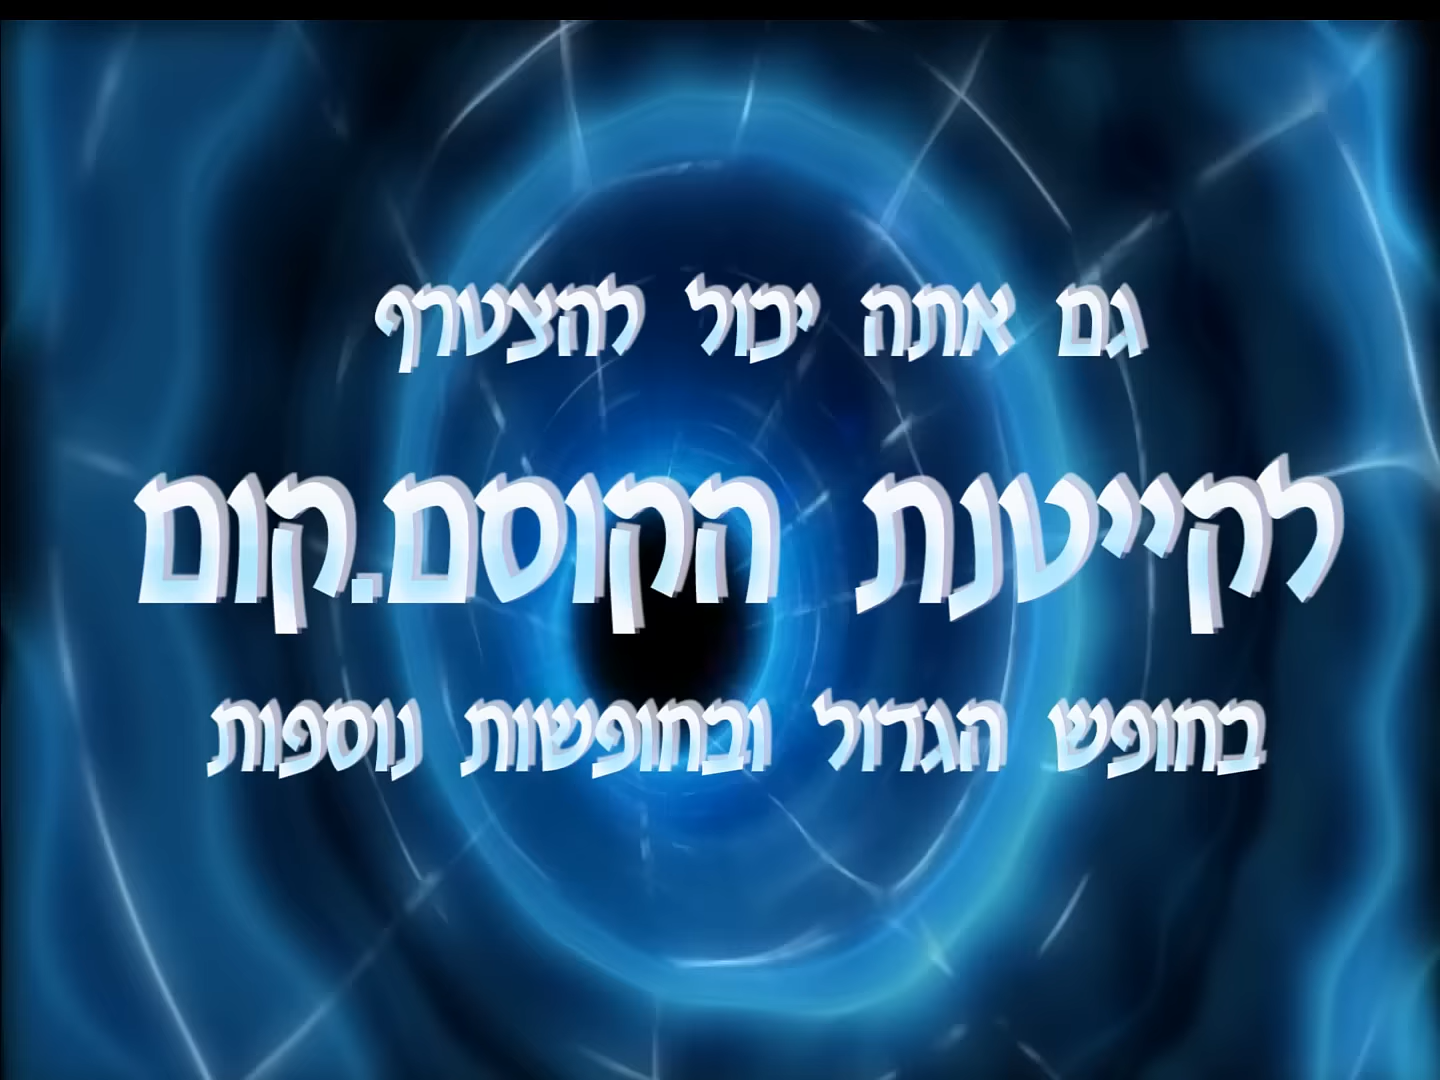 גם אתה יכול להצטרף
לקייטנת הקוסם.קום
בחופש הגדול ובחופשות נוספות